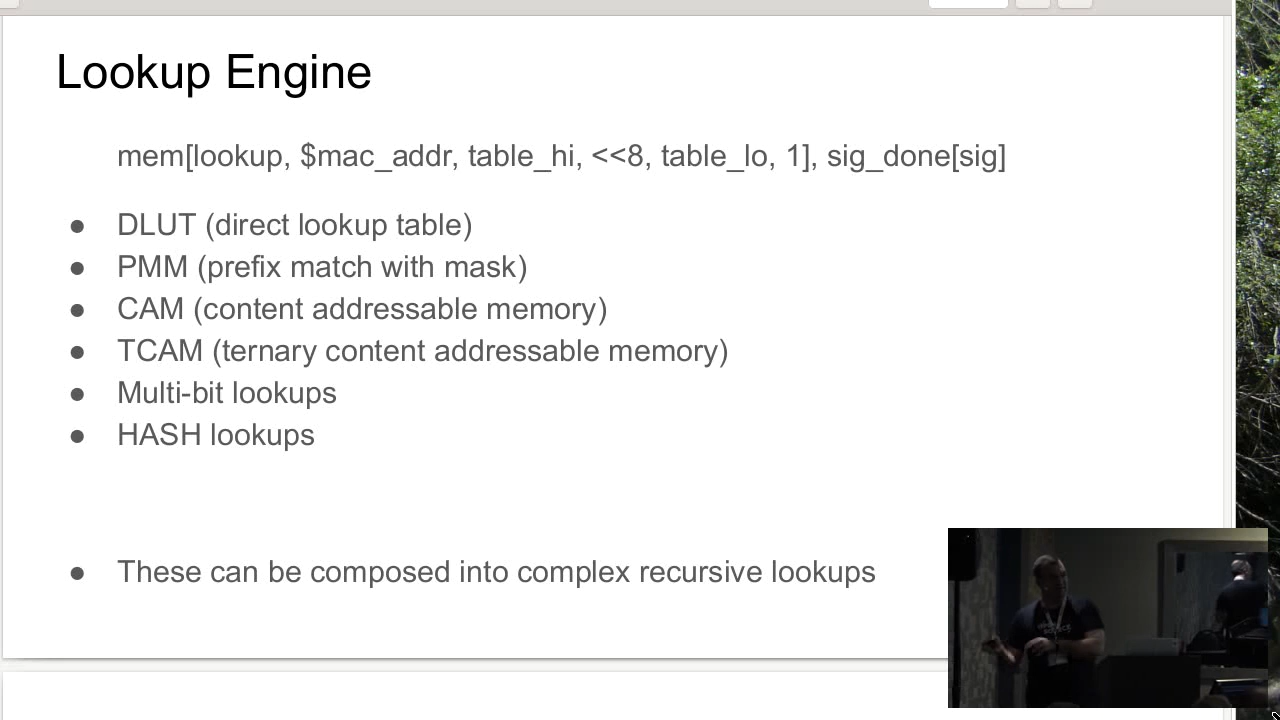 Lookup Engine
mem[lookup, $mac_addr, table_hi, <<8, table_lo, 1], sig_done[sig]
● DLUT (direct lookup table)
● PMM (prefix match with mask)
● CAM (content addressable memory)
● TCAM (ternary content addressable memory)
● Multi-bit lookups
● HASH lookups
● These can be composed into complex recursive lookups